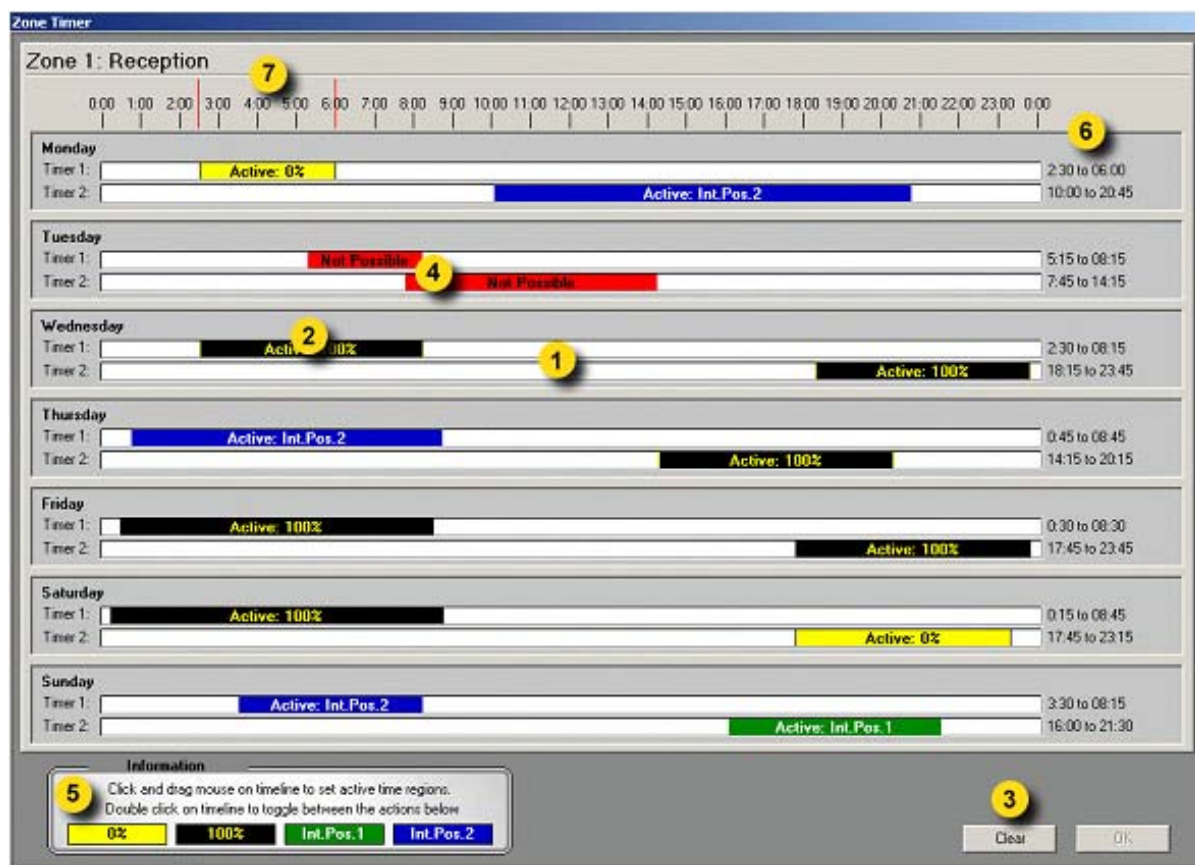 Zone Timer
Zone 1: Reception
7
0:00 1:00 2:00 3:00 4:00 5:00 6:00 7:00 8:00 9:00 10:00 11:00 12:00 13:00 14:00 15:00 16:00 17:00 18:00 19:00 20:00 21:00 22:00 23:00 0:00
6
Monday
Timer 1: Active: 0% 2:30 to 06:00
Timer 2: Active: Int.Pos.2 10:00 to 20:45
Tuesday
Timer 1: Not Possible 5:15 to 08:15
4
Timer 2: Not Possible 7:45 to 14:15
Wednesday
2
Timer 1: Active 100% 2:30 to 08:15
1
Timer 2: Active: 100% 18:15 to 23:45
Thursday
Timer 1: Active: Int.Pos.2 0:45 to 08:45
Timer 2: Active: 100% 14:15 to 20:15
Friday
Timer 1: Active: 100% 0:30 to 08:30
Timer 2: Active: 100% 17:45 to 23:45
Saturday
Timer 1: Active: 100% 0:15 to 08:45
Timer 2: Active: 0% 17:45 to 23:15
Sunday
Timer 1: Active: Int.Pos.2 3:30 to 08:15
Timer 2: Active: Int.Pos.1 16:00 to 21:30
Information
5
Click and drag mouse on timeline to set active time regions.
Double click on timeline to toggle between the actions below
0% 100% Int.Pos.1 Int.Pos.2
3
Clear OK